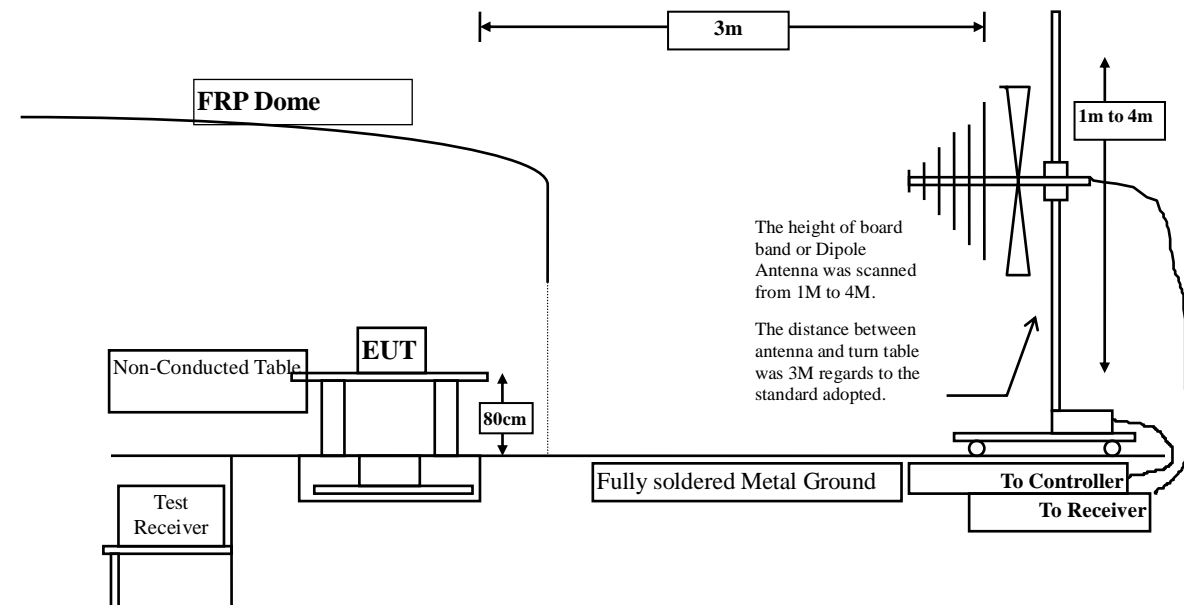 3m
FRP Dome
1m to 4m
The height of board
band or Dipole
Antenna was scanned
from 1M to 4M.
The distance between
antenna and turn table
was 3M regards to the
standard adopted.
EUT
Non-Conducted Table
80cm
Fully soldered Metal Ground
To Controller
To Receiver
Test
Receiver